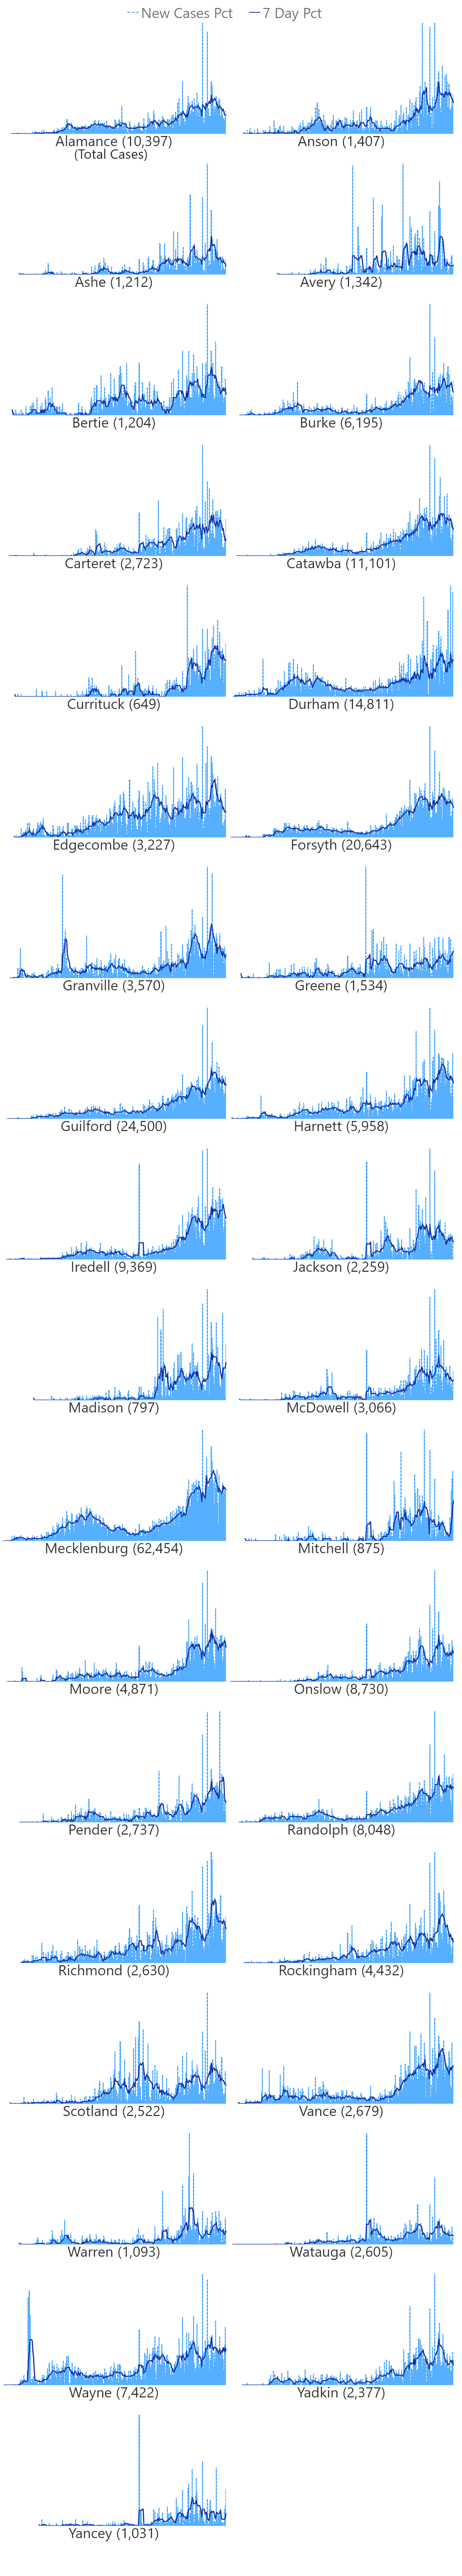 New Cases Pct 7 Day Pct
Alamance (10,397)
(Total Cases)
Anson (1,407)
Ashe (1,212)
Avery (1,342)
Bertie (1,204)
Burke (6,195)
Carteret (2,723)
Catawba (11,101)
Currituck (649)
Durham (14,811)
Edgecombe (3,227)
Forsyth (20,643)
Granville (3,570)
Greene (1,534)
Guilford (24,500)
Harnett (5,958)
Iredell (9,369)
Jackson (2,259)
Madison (797)
McDowell (3,066)
Mecklenburg (62,454)
Mitchell (875)
Moore (4,871)
Onslow (8,730)
Pender (2,737)
Randolph (8,048)
Richmond (2,630)
Rockingham (4,432)
Scotland (2,522)
Vance (2,679)
Warren (1,093)
Watauga (2,605)
Wayne (7,422)
Yadkin (2,377)
Yancey (1,031)